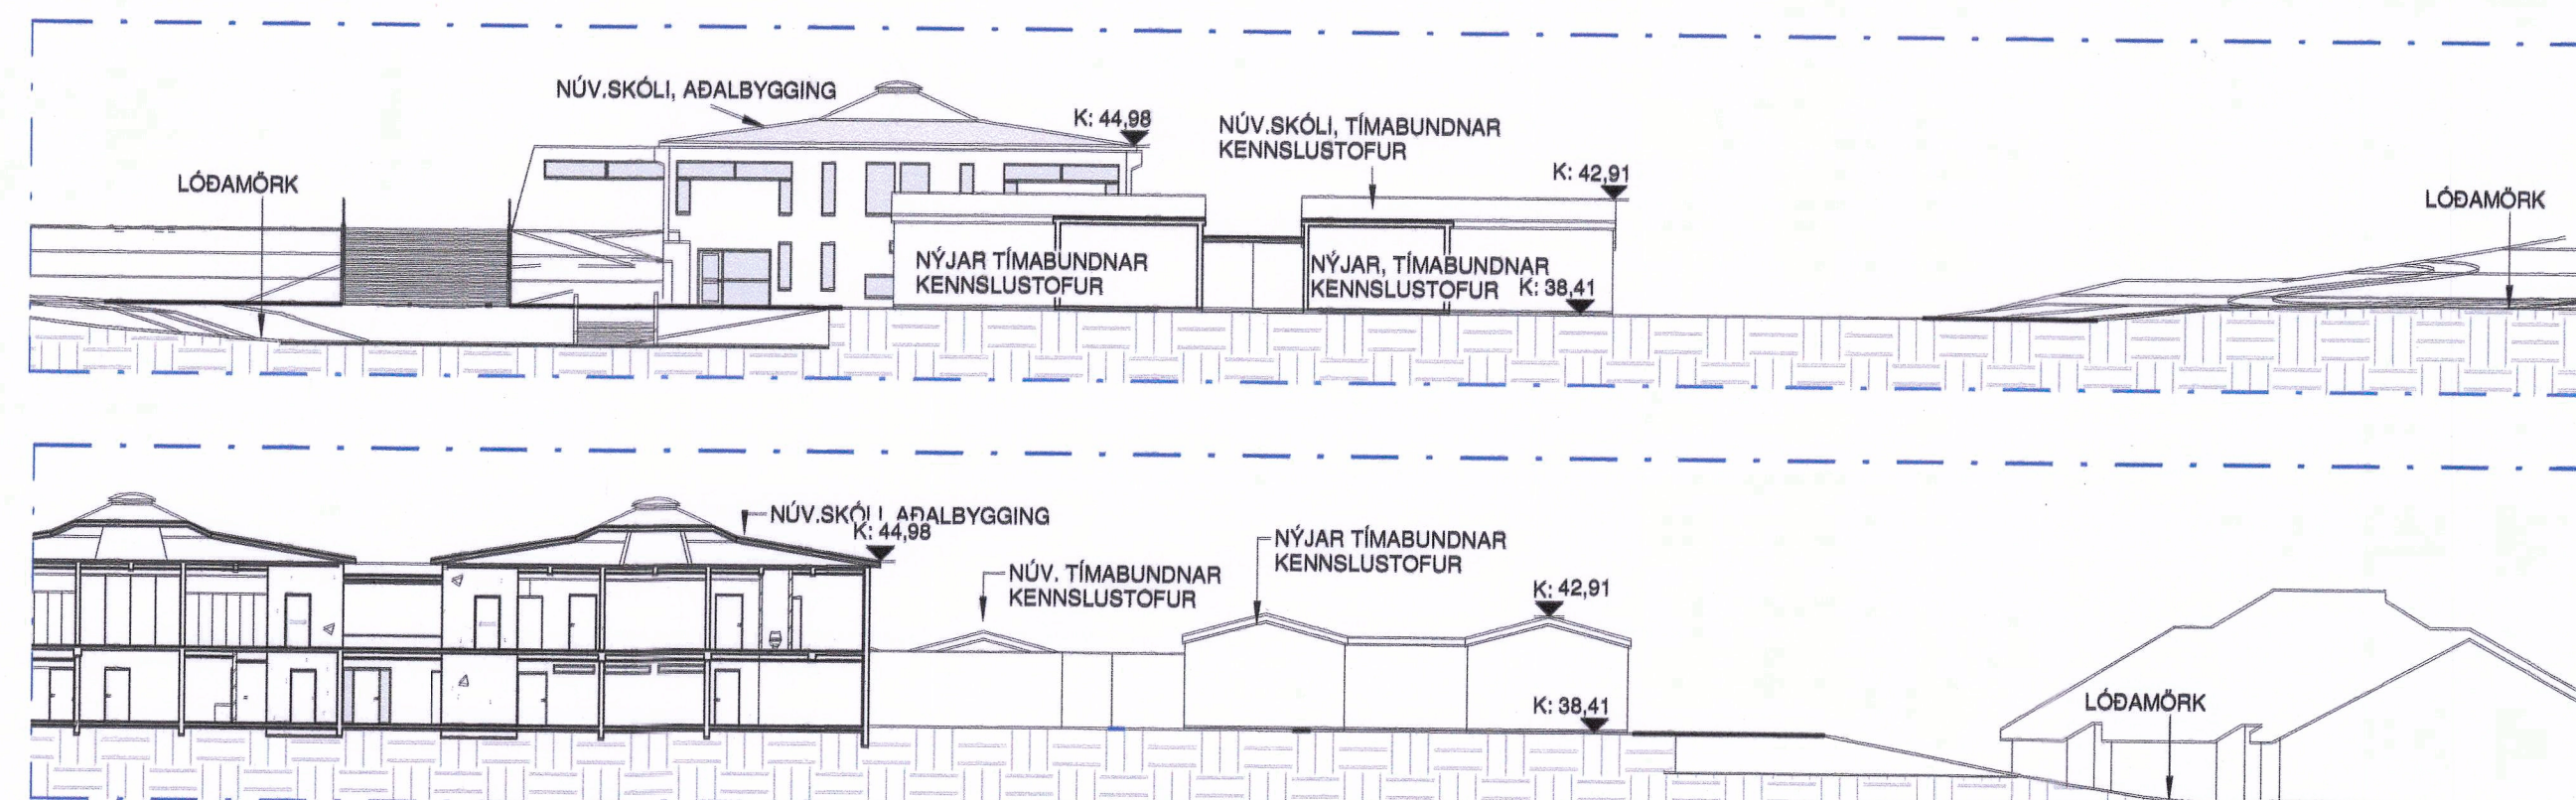 NÚV.SKÓLI, AÐALBYGGING
K: 44,98
NÚV.SKÓLI, TÍMABUNDNAR
KENNSLUSTOFUR
K: 42,91
LÓÐAMÖRK
LÓÐAMÖRK
NÝJAR TÍMABUNDNAR
KENNSLUSTOFUR
NÝJAR, TÍMABUNDNAR
KENNSLUSTOFUR
K: 38,41
NÚV.SKÓLI, AÐALBYGGING
K: 44,98
NÚV. TÍMABUNDNAR
KENNSLUSTOFUR
NÝJAR TÍMABUNDNAR
KENNSLUSTOFUR
K: 42,91
K: 38,41
LÓÐAMÖRK